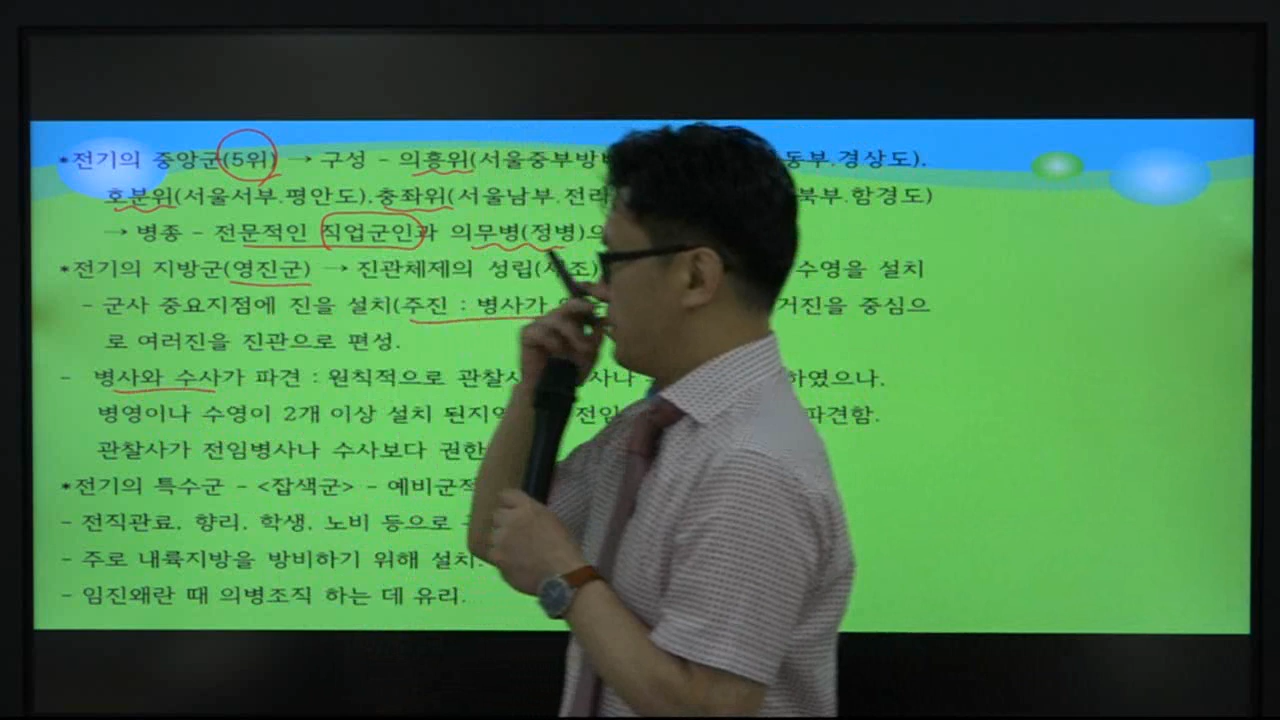 *전기의 중앙군(5위) → 구성 - 의흥위(서울중부방 동부.경상도).
호분위(서울서부.평안도).충좌위(서울남부.전라 북부.함경도)
→ 병종 - 전문적인 직업군인과 의무병(정병)으
*전기의 지방군(영진군) → 진관체제의 성립(세조) 수영을 설치
- 군사 중요지점에 진을 설치(주진 : 병사가 거진을 중심으
로 여러진을 진관으로 편성.
- 병사와 수사가 파견 : 원칙적으로 관찰사 하였으나.
병영이나 수영이 2개 이상 설치 된지역 전임 파견함.
관찰사가 전임병사나 수사보다 권한
*전기의 특수군 - <잡색군> - 예비군적
- 전직관료. 향리. 학생. 노비 등으로
- 주로 내륙지방을 방비하기 위해 설치.
- 임진왜란 때 의병조직 하는 데 유리.